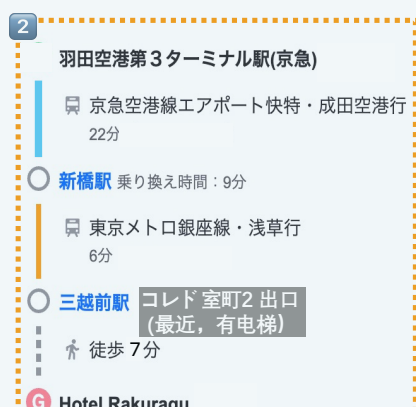 2
羽田空港第３ターミナル駅(京急)
京急空港線エアポート快特・成田空港行
22分
新橋駅 乗り換え時間：9分
東京メトロ銀座線・浅草行
6分
三越前駅 コレド室町2 出口
(最近，有电梯)
徒歩 7分
G Hotel Rakuragu